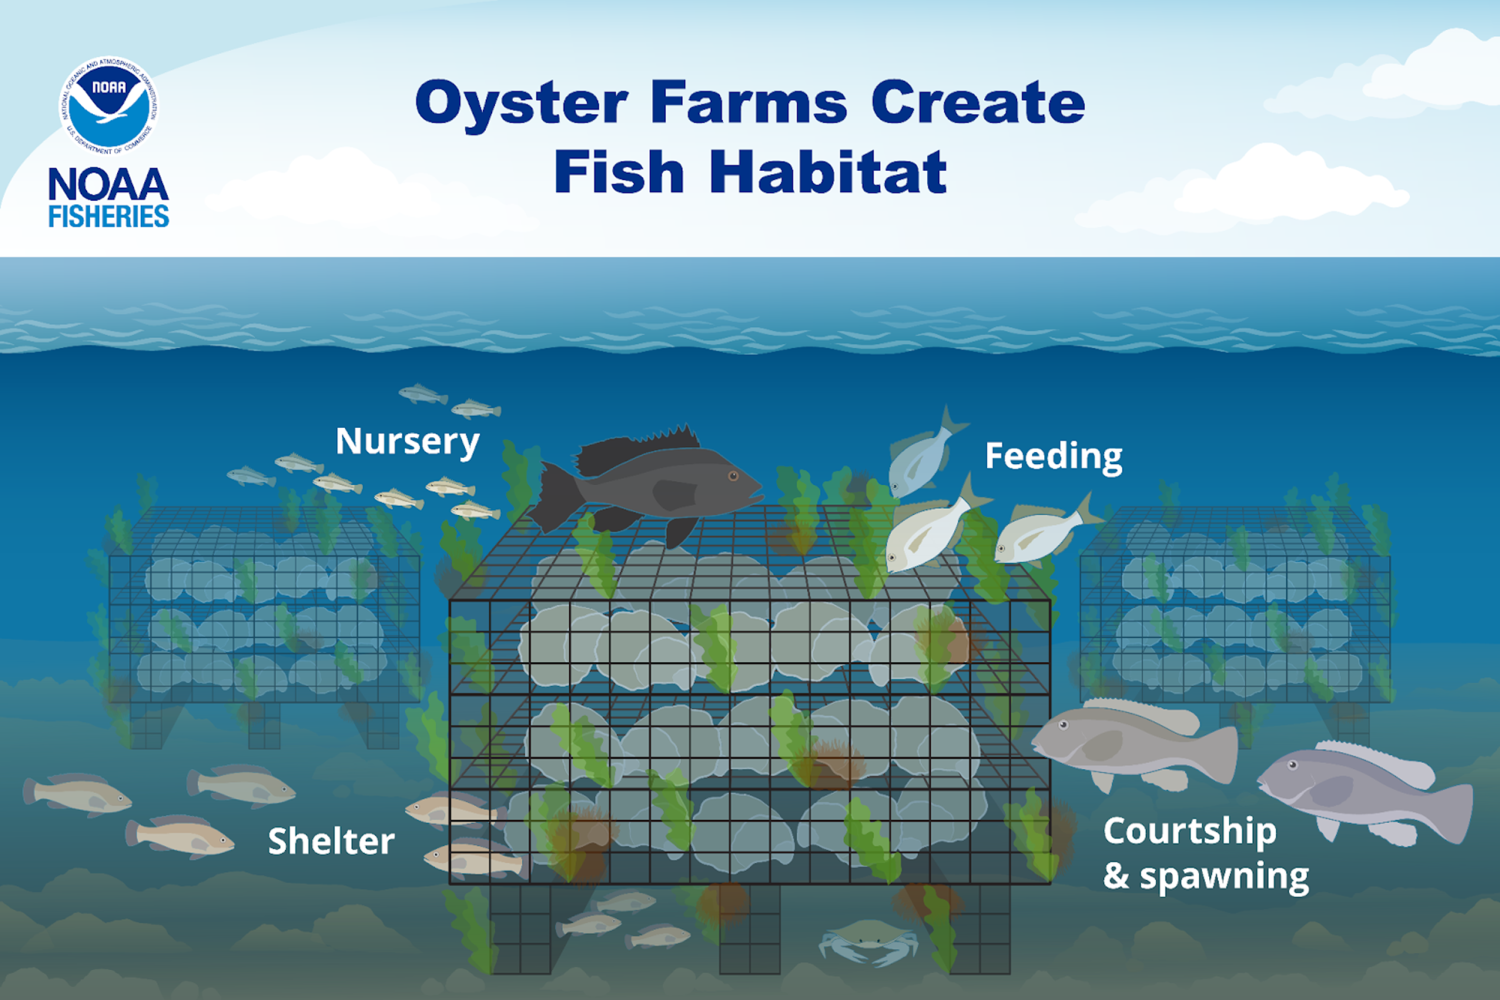 NATIONAL OCEANIC AND ATMOSPHERIC ADMINISTRATION
NOAA
U.S. DEPARTMENT OF COMMERCE
NOAA
FISHERIES
Oyster Farms Create
Fish Habitat
Nursery
Feeding
Shelter
Courtship
& spawning